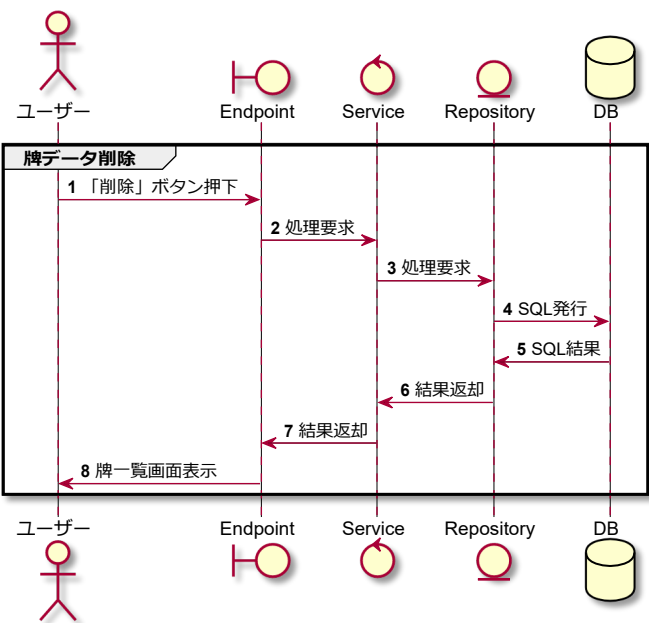 ユーザー
Endpoint
Service
Repository
DB
牌データ削除
1 「削除」ボタン押下
2 処理要求
3 処理要求
4 SQL発行
5 SQL結果
6 結果返却
7 結果返却
8 牌一覧画面表示
ユーザー
Endpoint
Service
Repository
DB